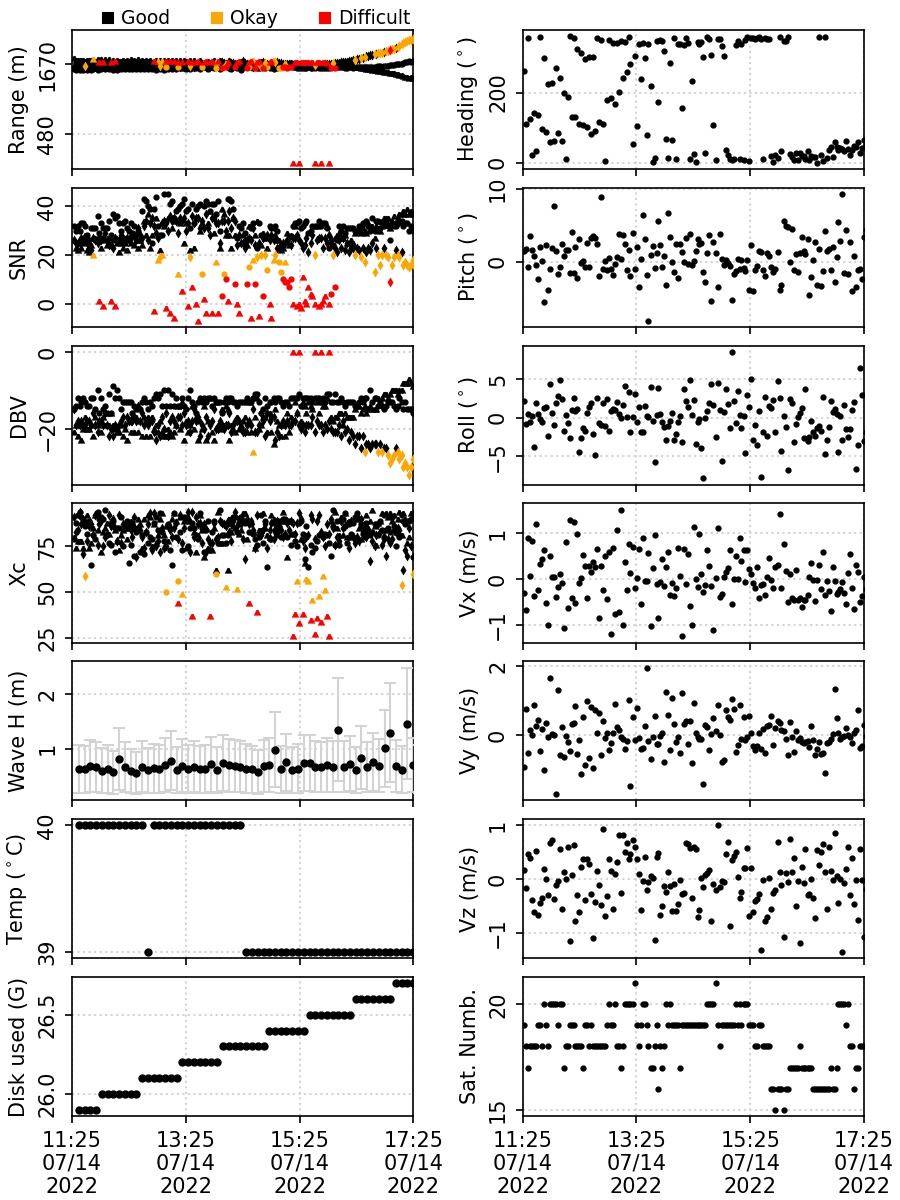 Good Okay Difficult
Range (m)
1670
480
Heading (°)
200
0
SNR
40
20
0
Pitch (°)
10
0
DBV
0
−20
Roll (°)
5
0
−5
Xc
75
50
25
Vx (m/s)
1
0
−1
Wave H (m)
2
1
Vy (m/s)
2
0
Temp (°C)
40
39
Vz (m/s)
1
0
−1
Disk used (G)
26.5
26.0
Sat. Numb.
20
15
11:25 13:25 15:25 17:25 11:25 13:25 15:25 17:25
07/14 07/14 07/14 07/14 07/14 07/14 07/14 07/14
2022 2022 2022 2022 2022 2022 2022 2022